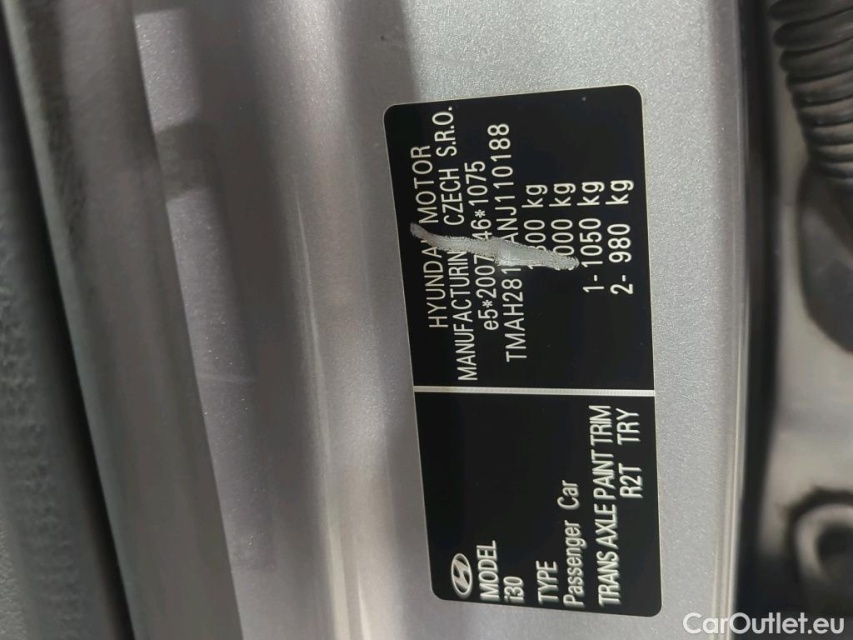 HYUNDAI MOTOR
MANUFACTURING CZECH S.R.O.
e5*2007 46*1075
TMAH281 ANJ110188
00 kg
000 kg
1- 1050 kg
2- 980 kg
MODEL
i30
TYPE
Passenger Car
TRANS AXLE PAINT TRIM
R2T TRY
CarOutlet.eu